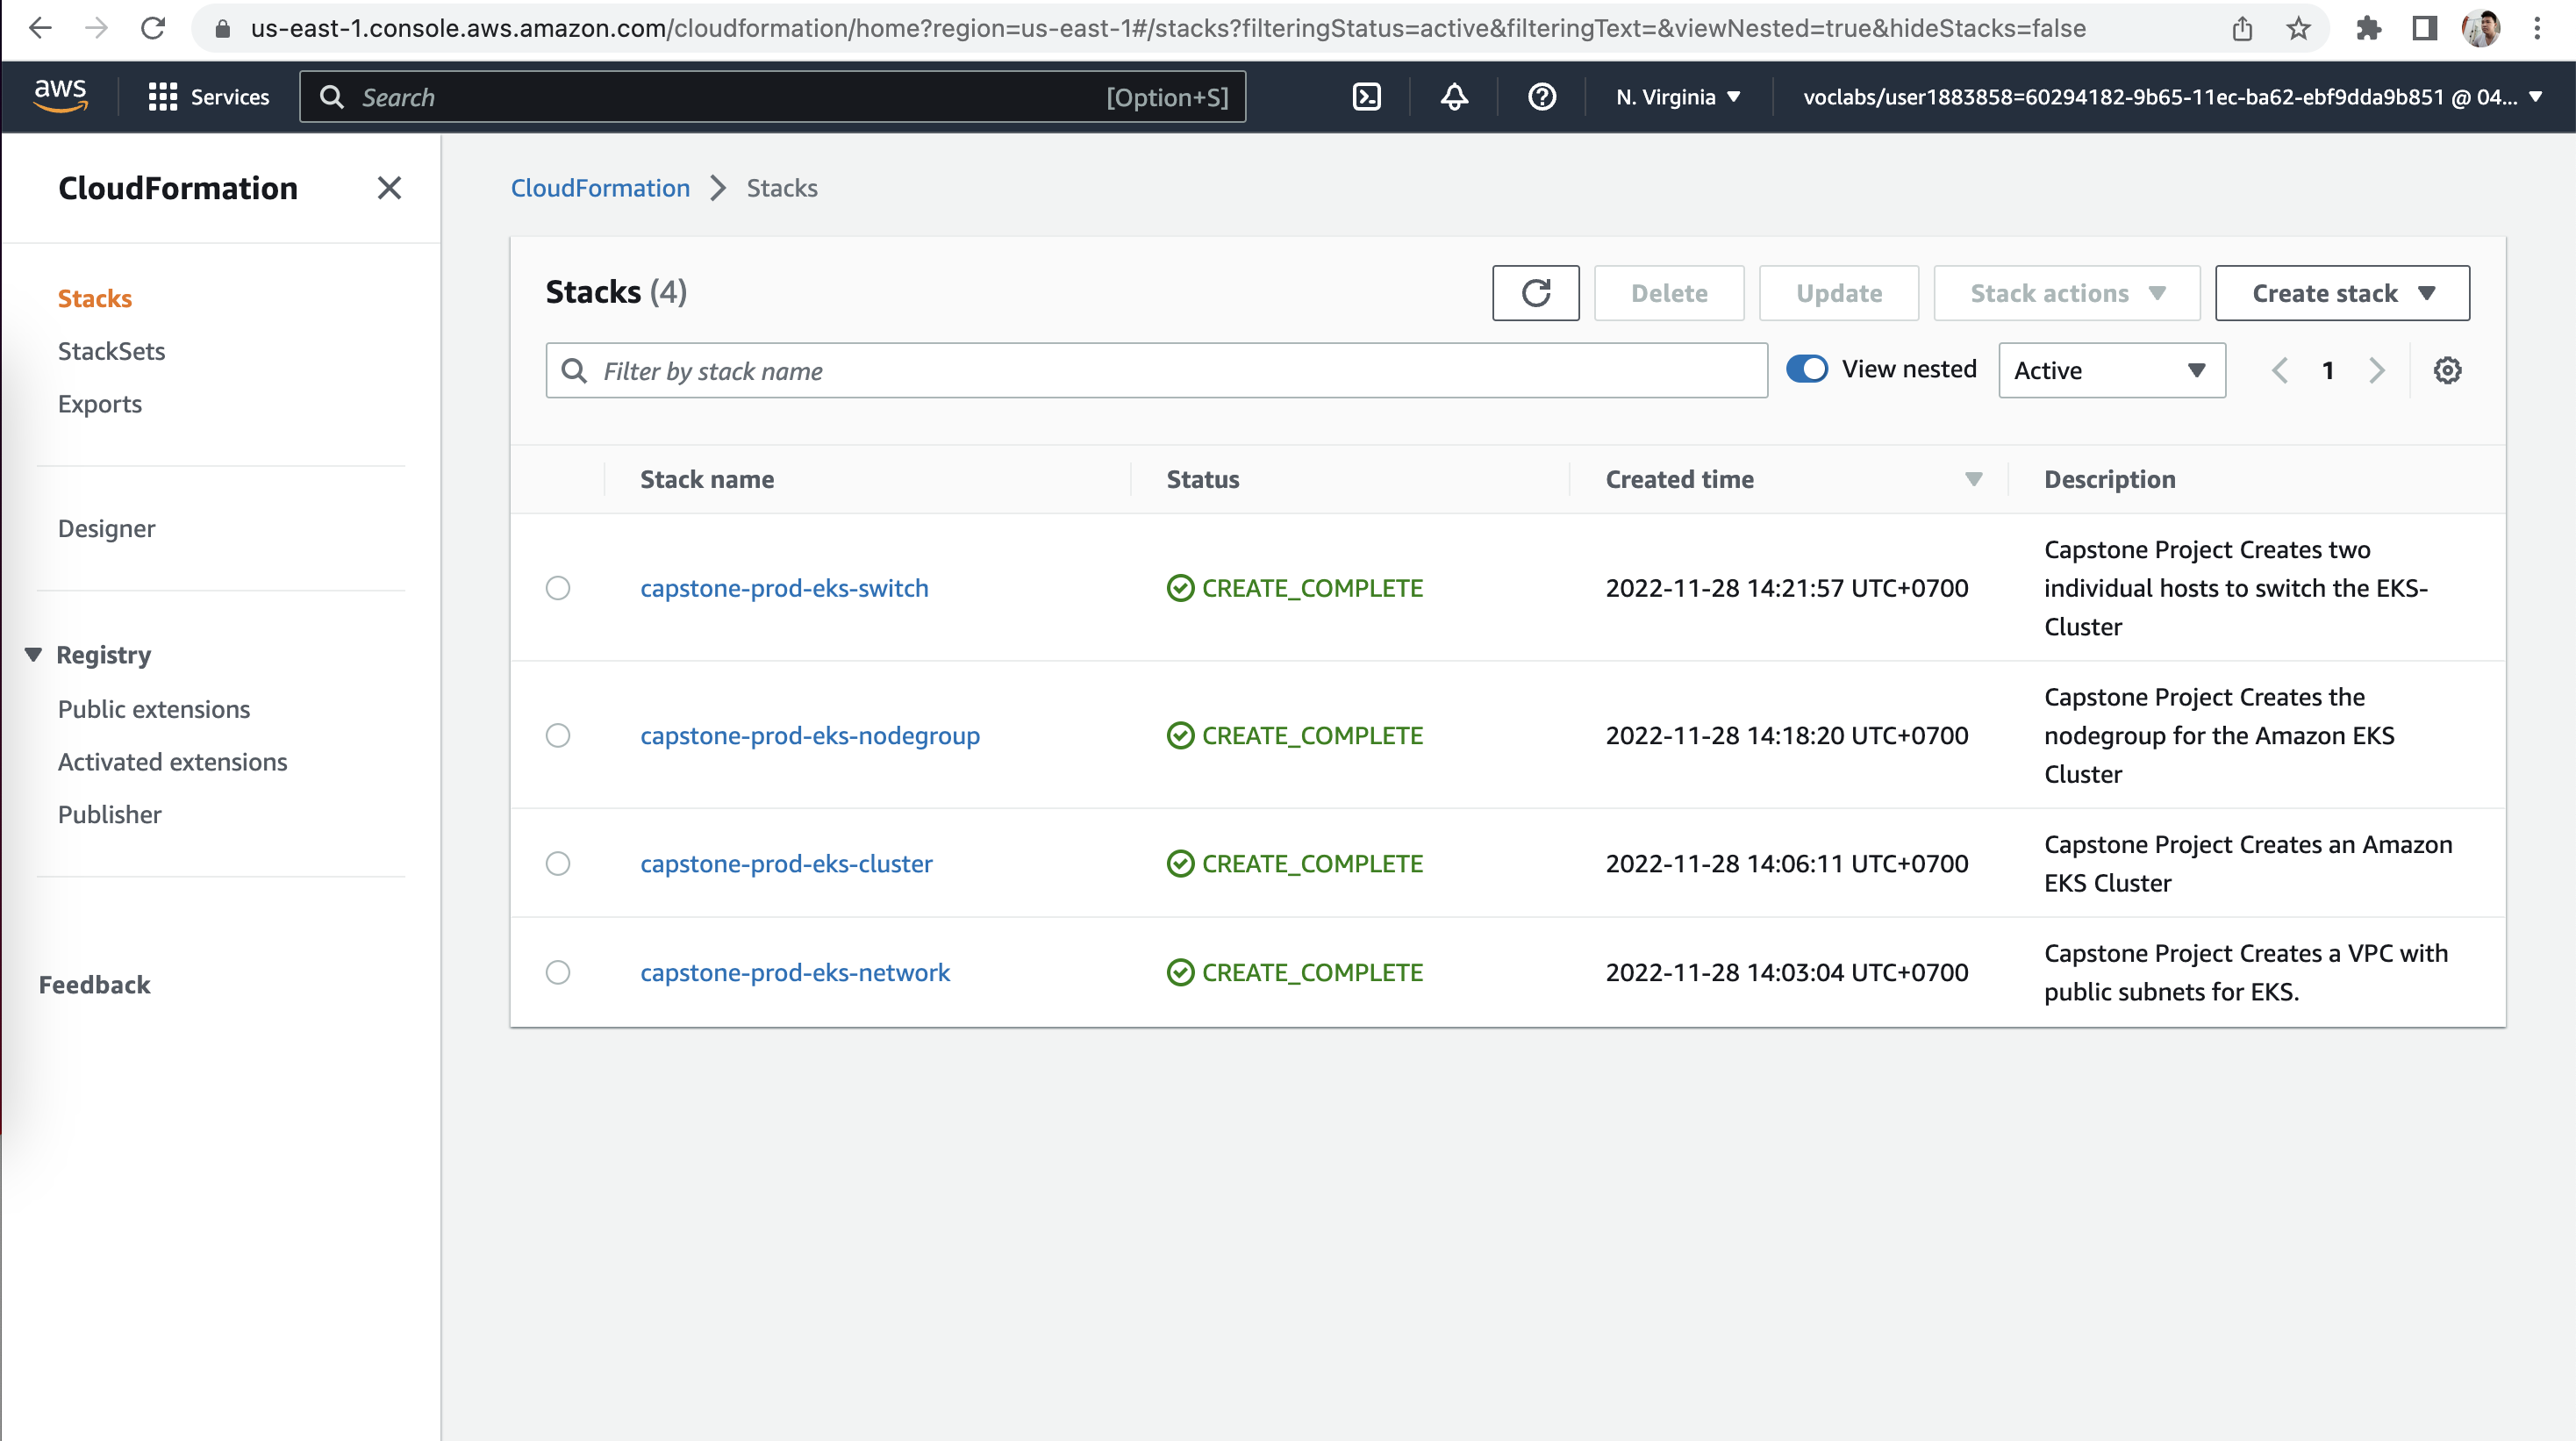 us-east-1.console.aws.amazon.com/cloudformation/home?region=us-east-1#/stacks?filteringStatus=active&filteringText=&viewNested=true&hideStacks=false
aws
Services
Search
[Option+S]
N. Virginia
voclabs/user1883858=60294182-9b65-11ec-ba62-ebf9dda9b851 @ 04...
CloudFormation
Stacks
StackSets
Exports
Designer
Registry
Public extensions
Activated extensions
Publisher
Feedback
CloudFormation
Stacks
Stacks (4)
Delete
Update
Stack actions
Create stack
Filter by stack name
View nested
Active
1
Stack name
Status
Created time
Description
capstone-prod-eks-switch
CREATE_COMPLETE
2022-11-28 14:21:57 UTC+0700
Capstone Project Creates two
individual hosts to switch the EKS-
Cluster
capstone-prod-eks-nodegroup
CREATE_COMPLETE
2022-11-28 14:18:20 UTC+0700
Capstone Project Creates the
nodegroup for the Amazon EKS
Cluster
capstone-prod-eks-cluster
CREATE_COMPLETE
2022-11-28 14:06:11 UTC+0700
Capstone Project Creates an Amazon
EKS Cluster
capstone-prod-eks-network
CREATE_COMPLETE
2022-11-28 14:03:04 UTC+0700
Capstone Project Creates a VPC with
public subnets for EKS.